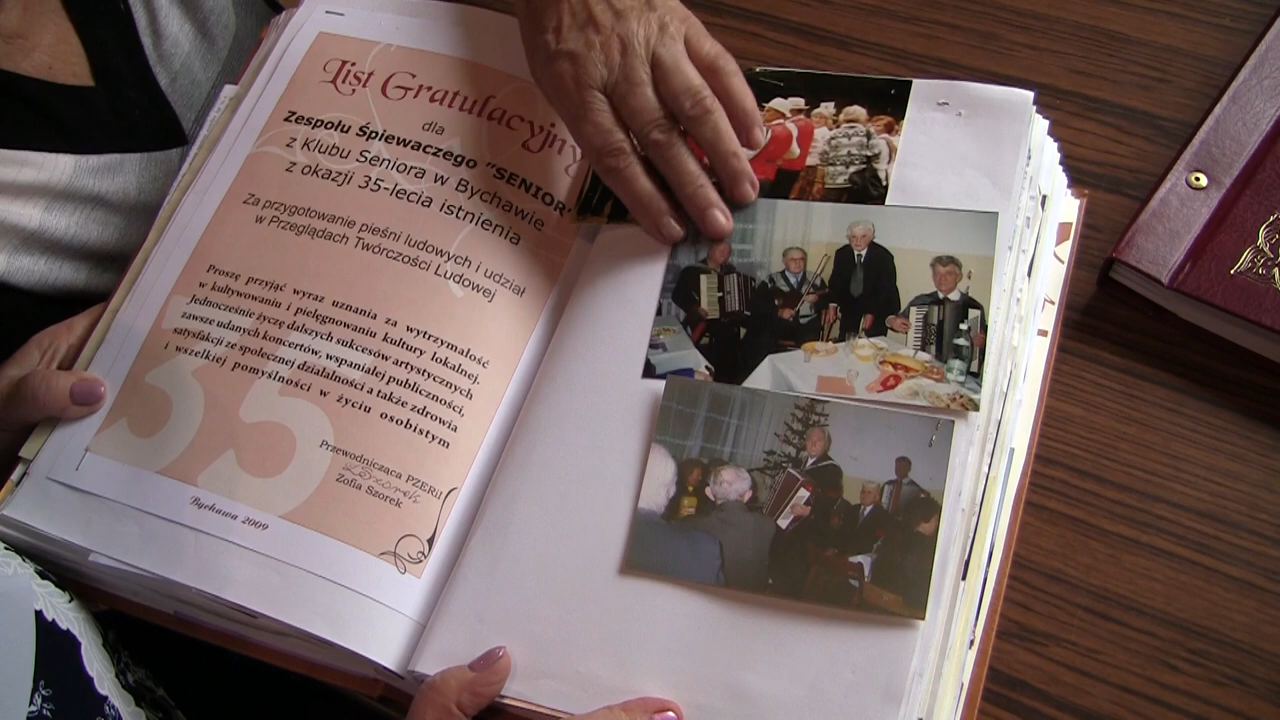 List Gratulacyjny
dla
Zespołu Śpiewaczego "SENIOR"
z Klubu Seniora w Bychawie
z okazji 35-lecia istnienia
Za przygotowanie pieśni ludowych i udział
w Przeglądach Twórczości Ludowej
Proszę przyjąć wyraz uznania za wytrzymałość
w kultywowaniu i pielęgnowaniu kultury lokalnej.
Jednocześnie życzę dalszych sukcesów artystycznych
zawsze udanych koncertów, wspaniałej publiczności,
satysfakcji ze społecznej działalności a także zdrowia
i wszelkiej pomyślności w życiu osobistym
35
Przewodnicząca PZERiI
Zofia Szorek
Bychawa 2009